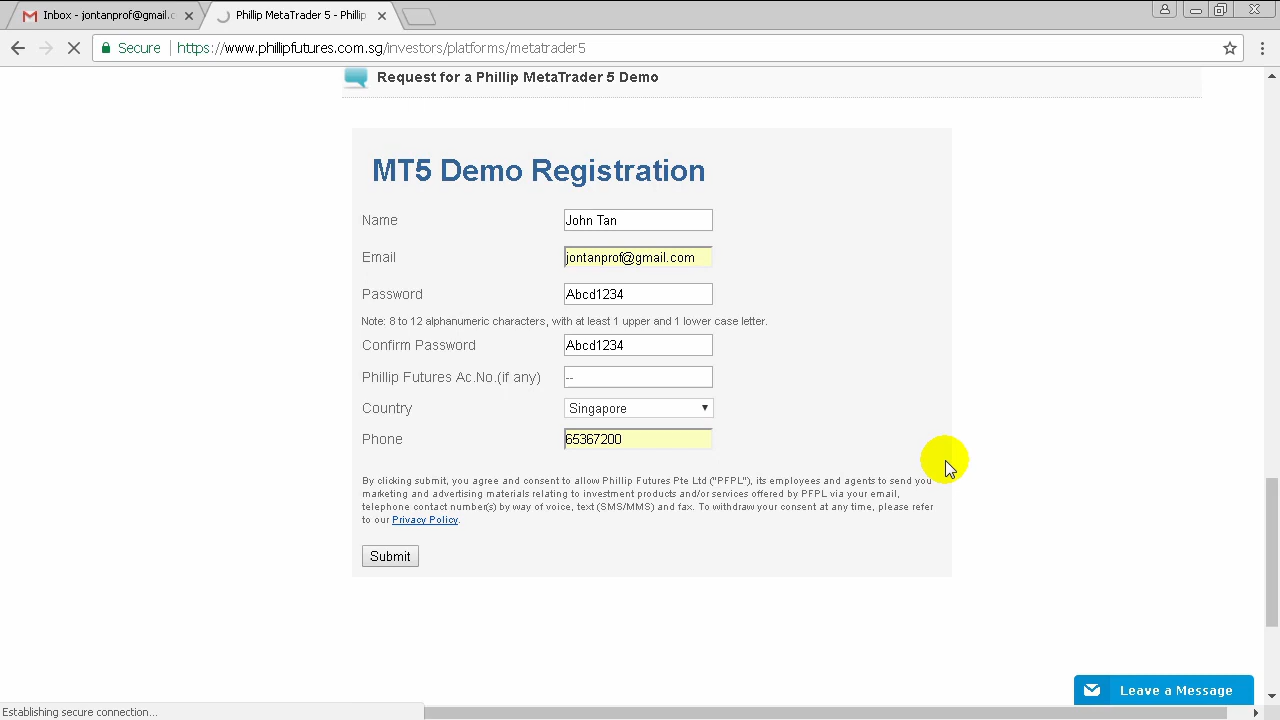 Inbox - jontanprof@gmail.c
Phillip MetaTrader 5 - Phillip
Secure
https://www.phillipfutures.com.sg/investors/platforms/metatrader5
Request for a Phillip MetaTrader 5 Demo
MT5 Demo Registration
Name John Tan
Email jontanprof@gmail.com
Password Abcd1234
Note: 8 to 12 alphanumeric characters, with at least 1 upper and 1 lower case letter.
Confirm Password Abcd1234
Phillip Futures Ac.No.(if any) --
Country Singapore
Phone 65367200
By clicking submit, you agree and consent to allow Phillip Futures Pte Ltd ("PFPL"), its employees and agents to send you
marketing and advertising materials relating to investment products and/or services offered by PFPL via your email,
telephone contact number(s) by way of voice, text (SMS/MMS) and fax. To withdraw your consent at any time, please refer
to our Privacy Policy.
Submit
Leave a Message
Establishing secure connection...